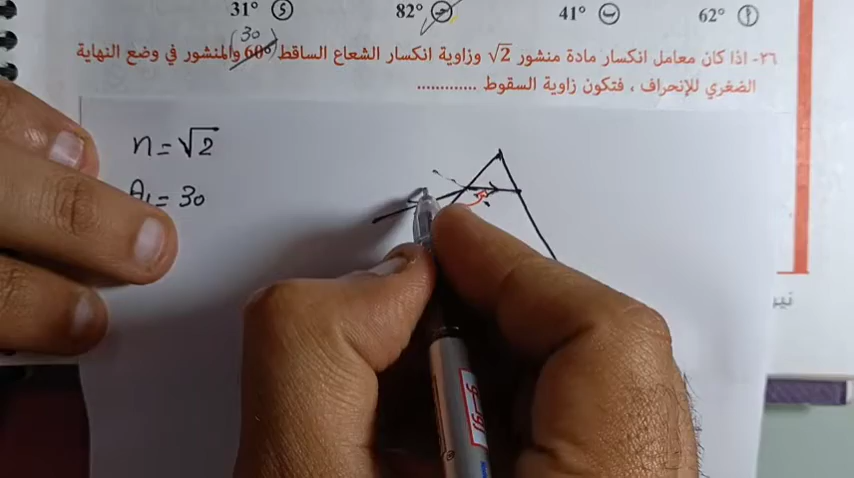 أ 62° ب 41° ج 82° د 31°
30
٢٦- اذا كان معامل انكسار مادة منشور √2 وزاوية انكسار الشعاع الساقط 60° والمنشور في وضع النهاية
الصغري للإنحراف ، فتكون زاوية السقوط .............
n = √2
θ1 = 30